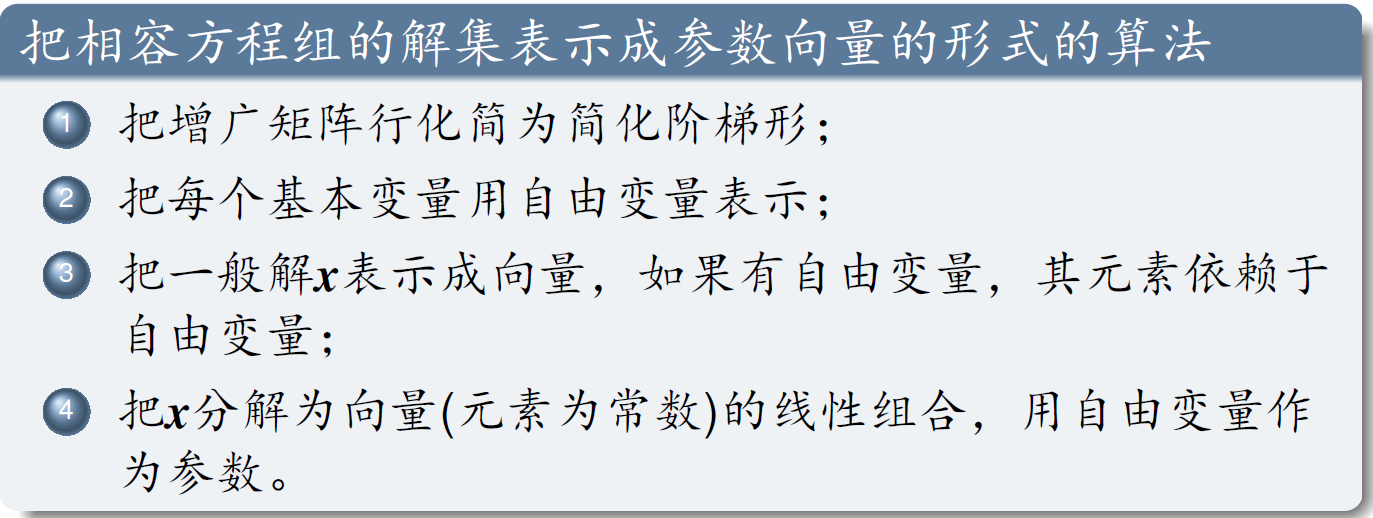 把相容方程组的解集表示成参数向量的形式的算法
1 把增广矩阵行化简为简化阶梯形；
2 把每个基本变量用自由变量表示；
3 把一般解x表示成向量，如果有自由变量，其元素依赖于
自由变量；
4 把x分解为向量(元素为常数)的线性组合，用自由变量作
为参数。